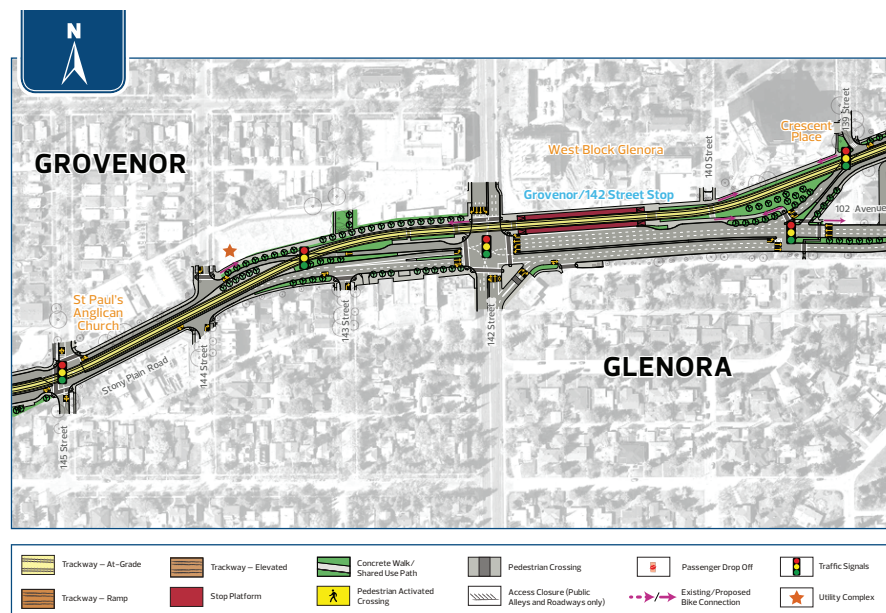 N
GROVENOR
West Block Glenora
Crescent
Place
139 Street
140 Street
Grovenor/142 Street Stop
102 Avenue
St Paul's
Anglican
Church
Stony Plain Road
145 Street
144 Street
143 Street
142 Street
GLENORA
Trackway – At-Grade
Trackway – Elevated
Concrete Walk/
Shared Use Path
Pedestrian Crossing
Passenger Drop Off
Traffic Signals
Trackway – Ramp
Stop Platform
Pedestrian Activated
Crossing
Access Closure (Public
Alleys and Roadways only)
Existing/Proposed
Bike Connection
Utility Complex